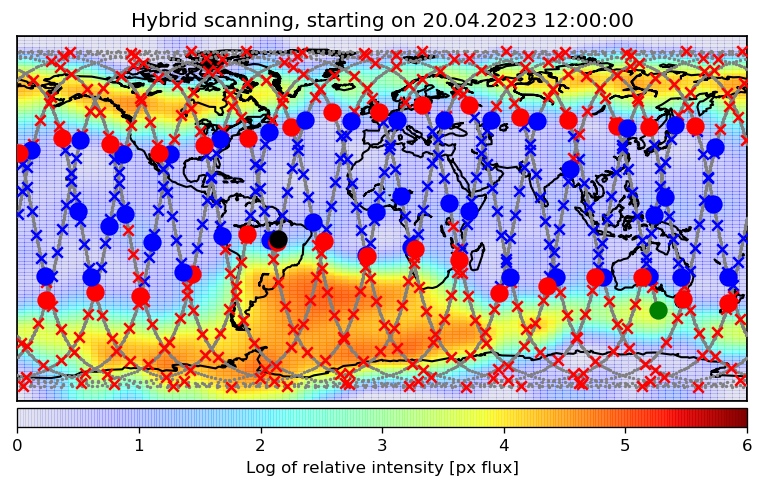 Hybrid scanning, starting on 20.04.2023 12:00:00
0 1 2 3 4 5 6
Log of relative intensity [px flux]